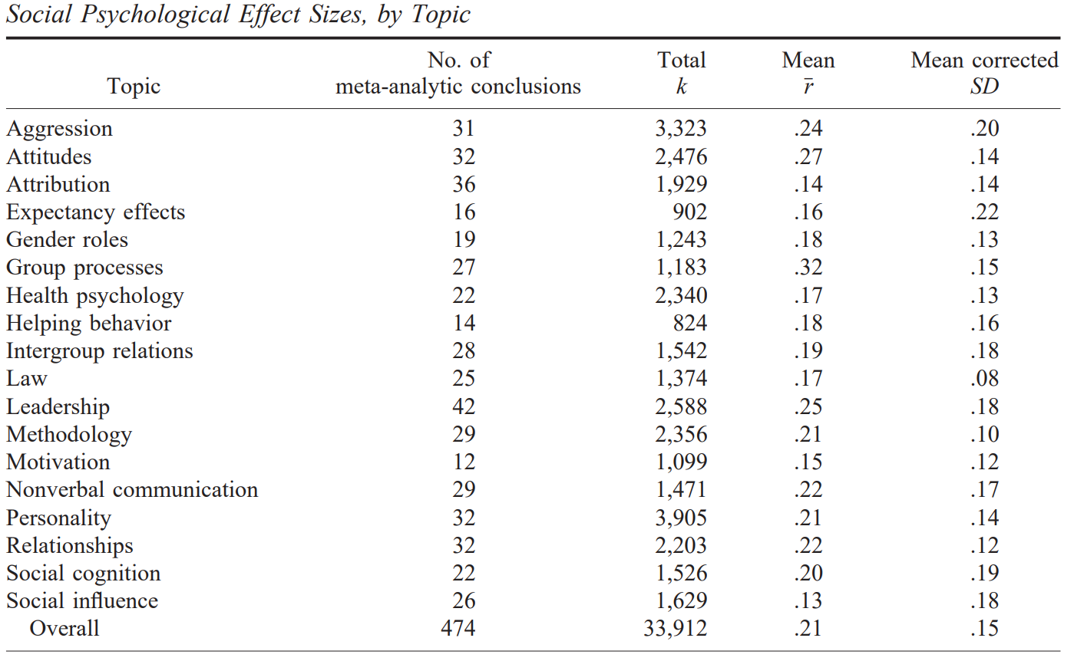 Social Psychological Effect Sizes, by Topic
No. of Total Mean Mean corrected
Topic meta-analytic conclusions k r̄ SD
Aggression 31 3,323 .24 .20
Attitudes 32 2,476 .27 .14
Attribution 36 1,929 .14 .14
Expectancy effects 16 902 .16 .22
Gender roles 19 1,243 .18 .13
Group processes 27 1,183 .32 .15
Health psychology 22 2,340 .17 .13
Helping behavior 14 824 .18 .16
Intergroup relations 28 1,542 .19 .18
Law 25 1,374 .17 .08
Leadership 42 2,588 .25 .18
Methodology 29 2,356 .21 .10
Motivation 12 1,099 .15 .12
Nonverbal communication 29 1,471 .22 .17
Personality 32 3,905 .21 .14
Relationships 32 2,203 .22 .12
Social cognition 22 1,526 .20 .19
Social influence 26 1,629 .13 .18
Overall 474 33,912 .21 .15